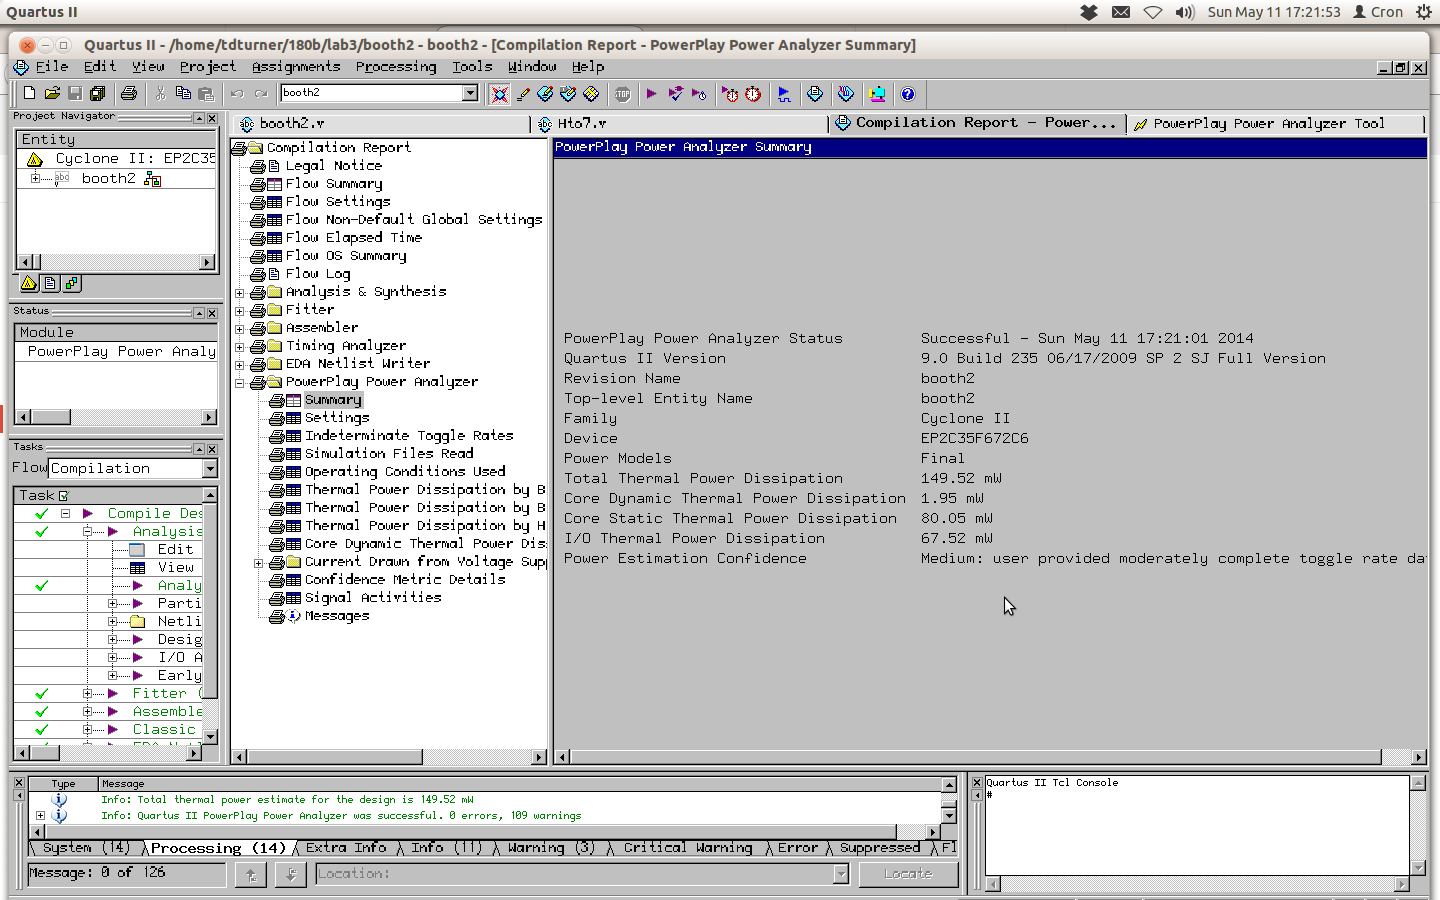 Quartus II
Sun May 11 17:21:53
Cron
Quartus II - /home/tdturner/180b/lab3/booth2 - booth2 - [Compilation Report - PowerPlay Power Analyzer Summary]
File Edit View Project Assignments Processing Tools Window Help
booth2
Project Navigator
Entity
Cyclone II: EP2C35
booth2
Status
Module
PowerPlay Power Analy
Tasks
Flow Compilation
Task
Compile Des
Analysis
Edit
View
Analy
Parti
Netli
Desig
I/O A
Early
Fitter (
Assemble
Classic
booth2.v
Hto7.v
Compilation Report - Power...
PowerPlay Power Analyzer Tool
Compilation Report
Legal Notice
Flow Summary
Flow Settings
Flow Non-Default Global Settings
Flow Elapsed Time
Flow OS Summary
Flow Log
Analysis & Synthesis
Fitter
Assembler
Timing Analyzer
EDA Netlist Writer
PowerPlay Power Analyzer
Summary
Settings
Indeterminate Toggle Rates
Simulation Files Read
Operating Conditions Used
Thermal Power Dissipation by B
Thermal Power Dissipation by B
Thermal Power Dissipation by H
Core Dynamic Thermal Power Dis
Current Drawn from Voltage Supp
Confidence Metric Details
Signal Activities
Messages
PowerPlay Power Analyzer Summary
PowerPlay Power Analyzer Status Successful - Sun May 11 17:21:01 2014
Quartus II Version 9.0 Build 235 06/17/2009 SP 2 SJ Full Version
Revision Name booth2
Top-level Entity Name booth2
Family Cyclone II
Device EP2C35F672C6
Power Models Final
Total Thermal Power Dissipation 149.52 mW
Core Dynamic Thermal Power Dissipation 1.95 mW
Core Static Thermal Power Dissipation 80.05 mW
I/O Thermal Power Dissipation 67.52 mW
Power Estimation Confidence Medium: user provided moderately complete toggle rate da
Type Message
Info: Total thermal power estimate for the design is 149.52 mW
Info: Quartus II PowerPlay Power Analyzer was successful. 0 errors, 109 warnings
System (14) Processing (14) Extra Info Info (11) Warning (3) Critical Warning Error Suppressed Fl
Message: 0 of 126
Location:
Locate
Quartus II Tcl Console
#